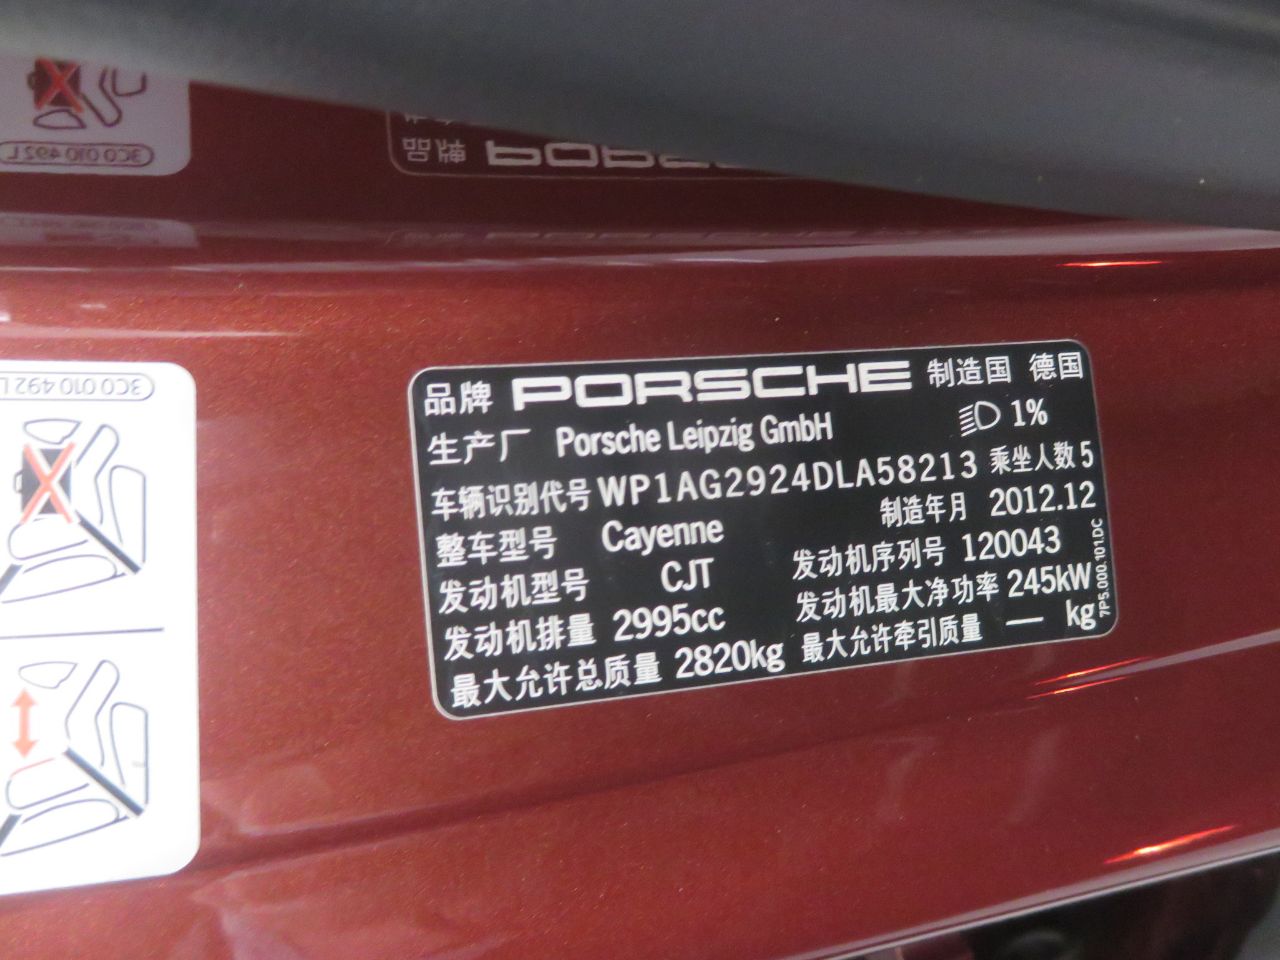 3C0 010 492 L
品牌 PORSCHE
3C0 010 492 L
品牌 PORSCHE 制造国 德国
生产厂 Porsche Leipzig GmbH 1%
车辆识别代号 WP1AG2924DLA58213 乘坐人数 5
整车型号 Cayenne 制造年月 2012.12
发动机型号 CJT 发动机序列号 120043
发动机排量 2995cc 发动机最大净功率 245kW
最大允许总质量 2820kg 最大允许牵引质量 — kg
7P5.000.101.DC